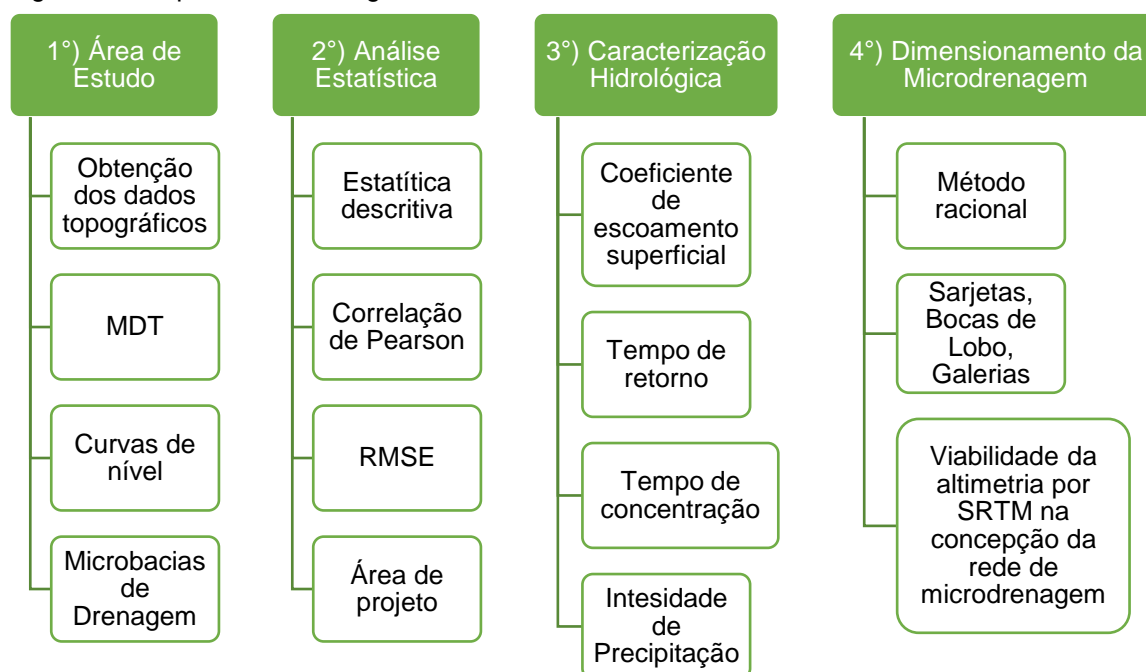 1°) Área de
Estudo
Obtenção
dos dados
topográficos
MDT
Curvas de
nível
Microbacias
de
Drenagem
2°) Análise
Estatística
Estatítica
descritiva
Correlação
de Pearson
RMSE
Área de
projeto
3°) Caracterização
Hidrológica
Coeficiente
de
escoamento
superficial
Tempo de
retorno
Tempo de
concentração
Intesidade
de
Precipitação
4°) Dimensionamento da
Microdrenagem
Método
racional
Sarjetas,
Bocas de
Lobo,
Galerias
Viabilidade da
altimetria por
SRTM na
concepção da
rede de
microdrenagem